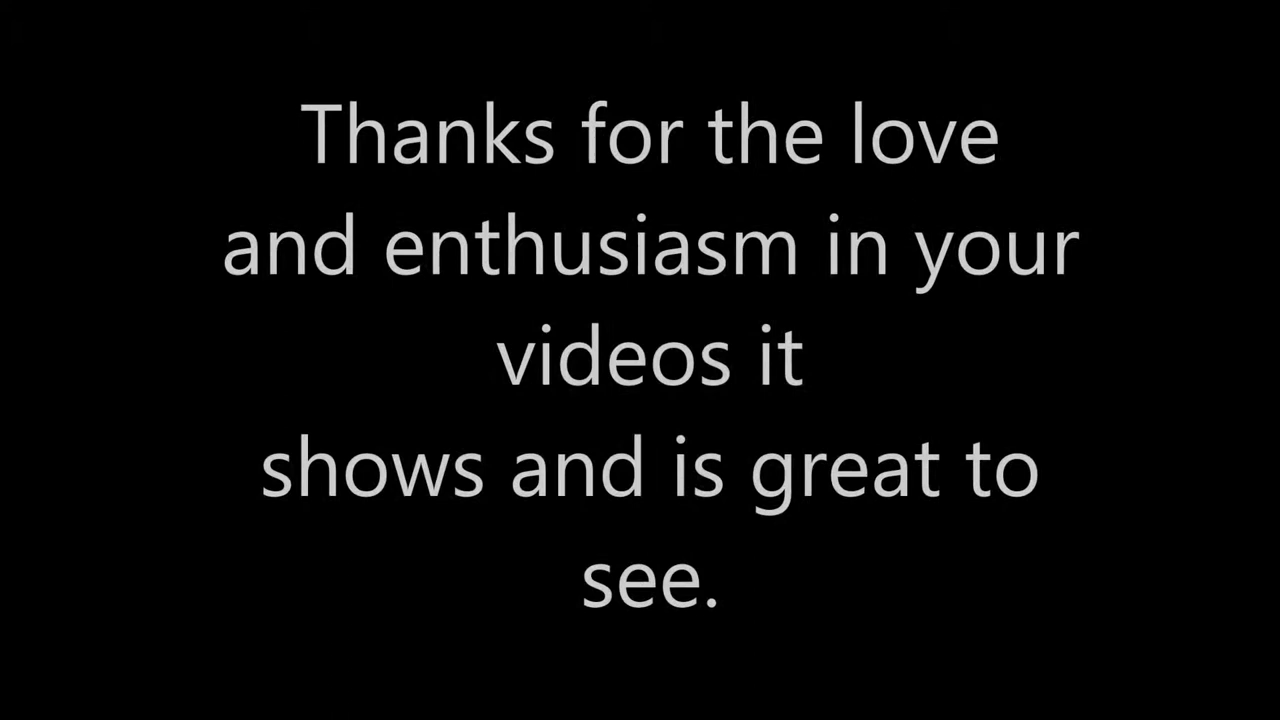 Thanks for the love
and enthusiasm in your
videos it
shows and is great to
see.